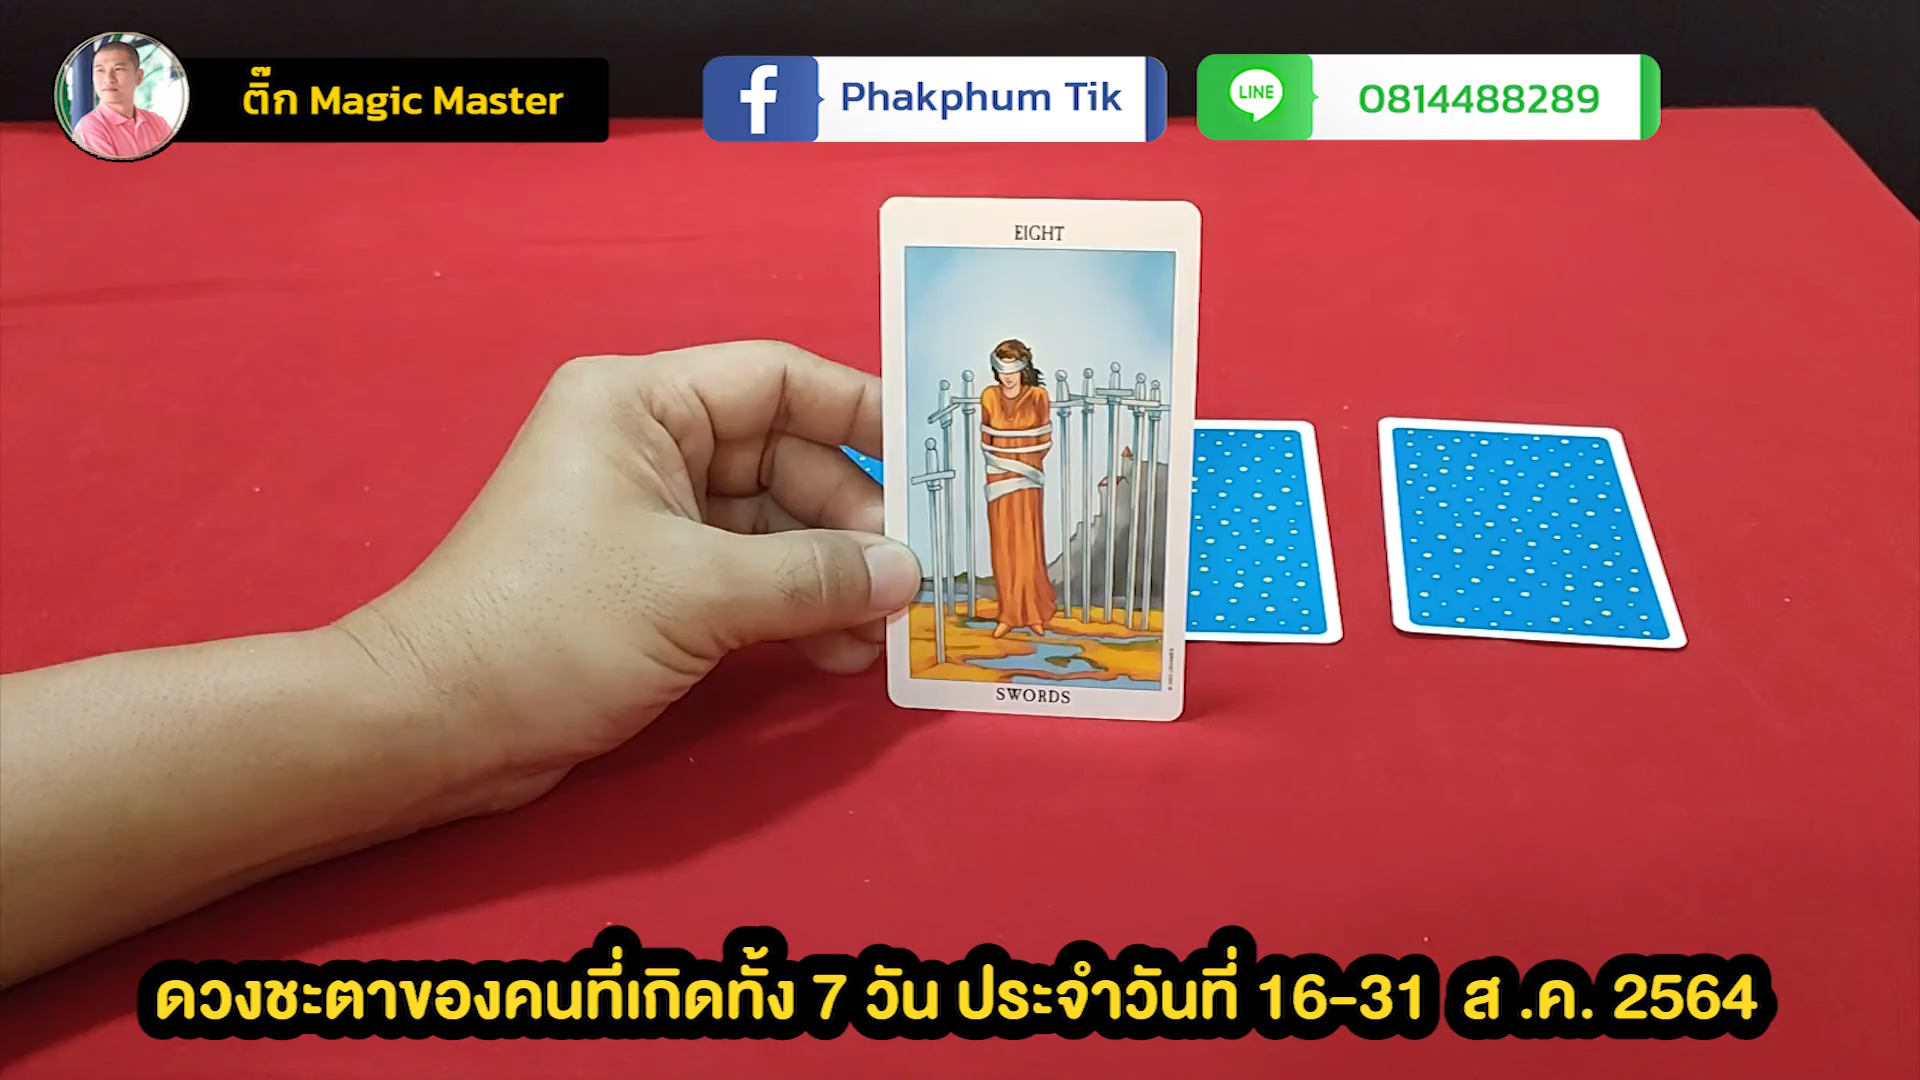 ติ๊ก Magic Master
f Phakphum Tik
LINE 0814488289
EIGHT
SWORDS
ดวงชะตาของคนที่เกิดทั้ง 7 วัน ประจำวันที่ 16-31 ส .ค. 2564